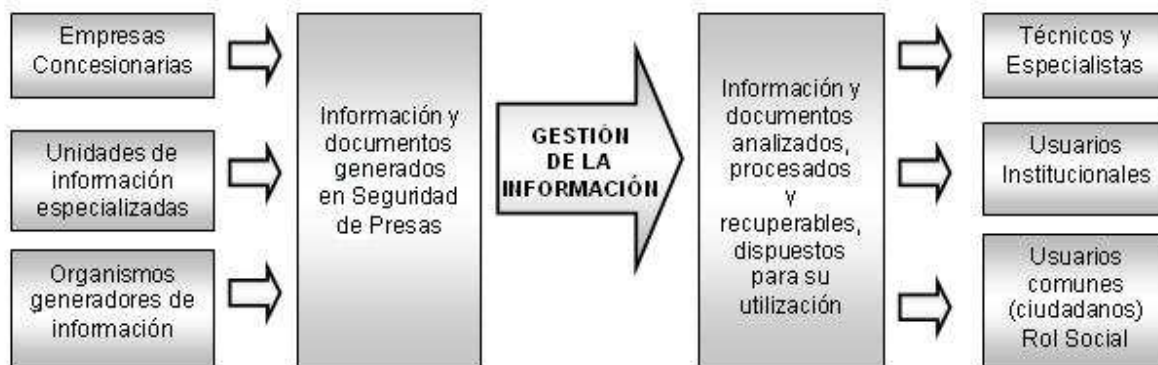 Empresas
Concesionarias
Unidades de
información
especializadas
Organismos
generadores de
información
Información y
documentos
generados
en Seguridad
de Presas
GESTIÓN
DE LA
INFORMACIÓN
Información y
documentos
analizados,
procesados
y
recuperables,
dispuestos
para su
utilización
Técnicos y
Especialistas
Usuarios
Institucionales
Usuarios
comunes
(ciudadanos)
Rol Social